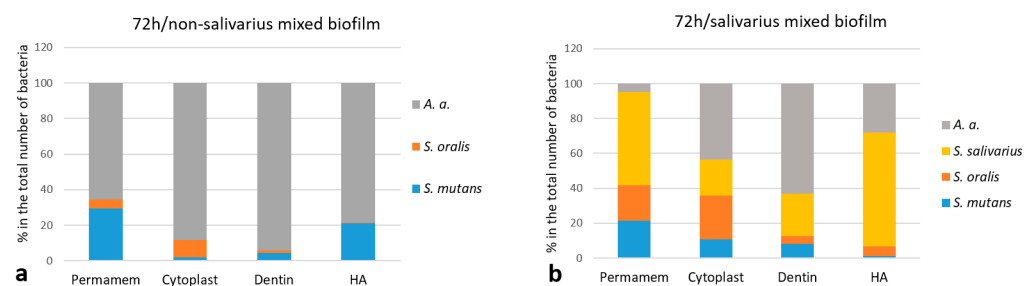 72h/non-salivarius mixed biofilm
% in the total number of bacteria
120
100
80
60
40
20
0
Permamem Cytoplast Dentin HA
A. a.
S. oralis
S. mutans
a
72h/salivarius mixed biofilm
% in the total number of bacteria
120
100
80
60
40
20
0
Permamem Cytoplast Dentin HA
A. a.
S. salivarius
S. oralis
S. mutans
b